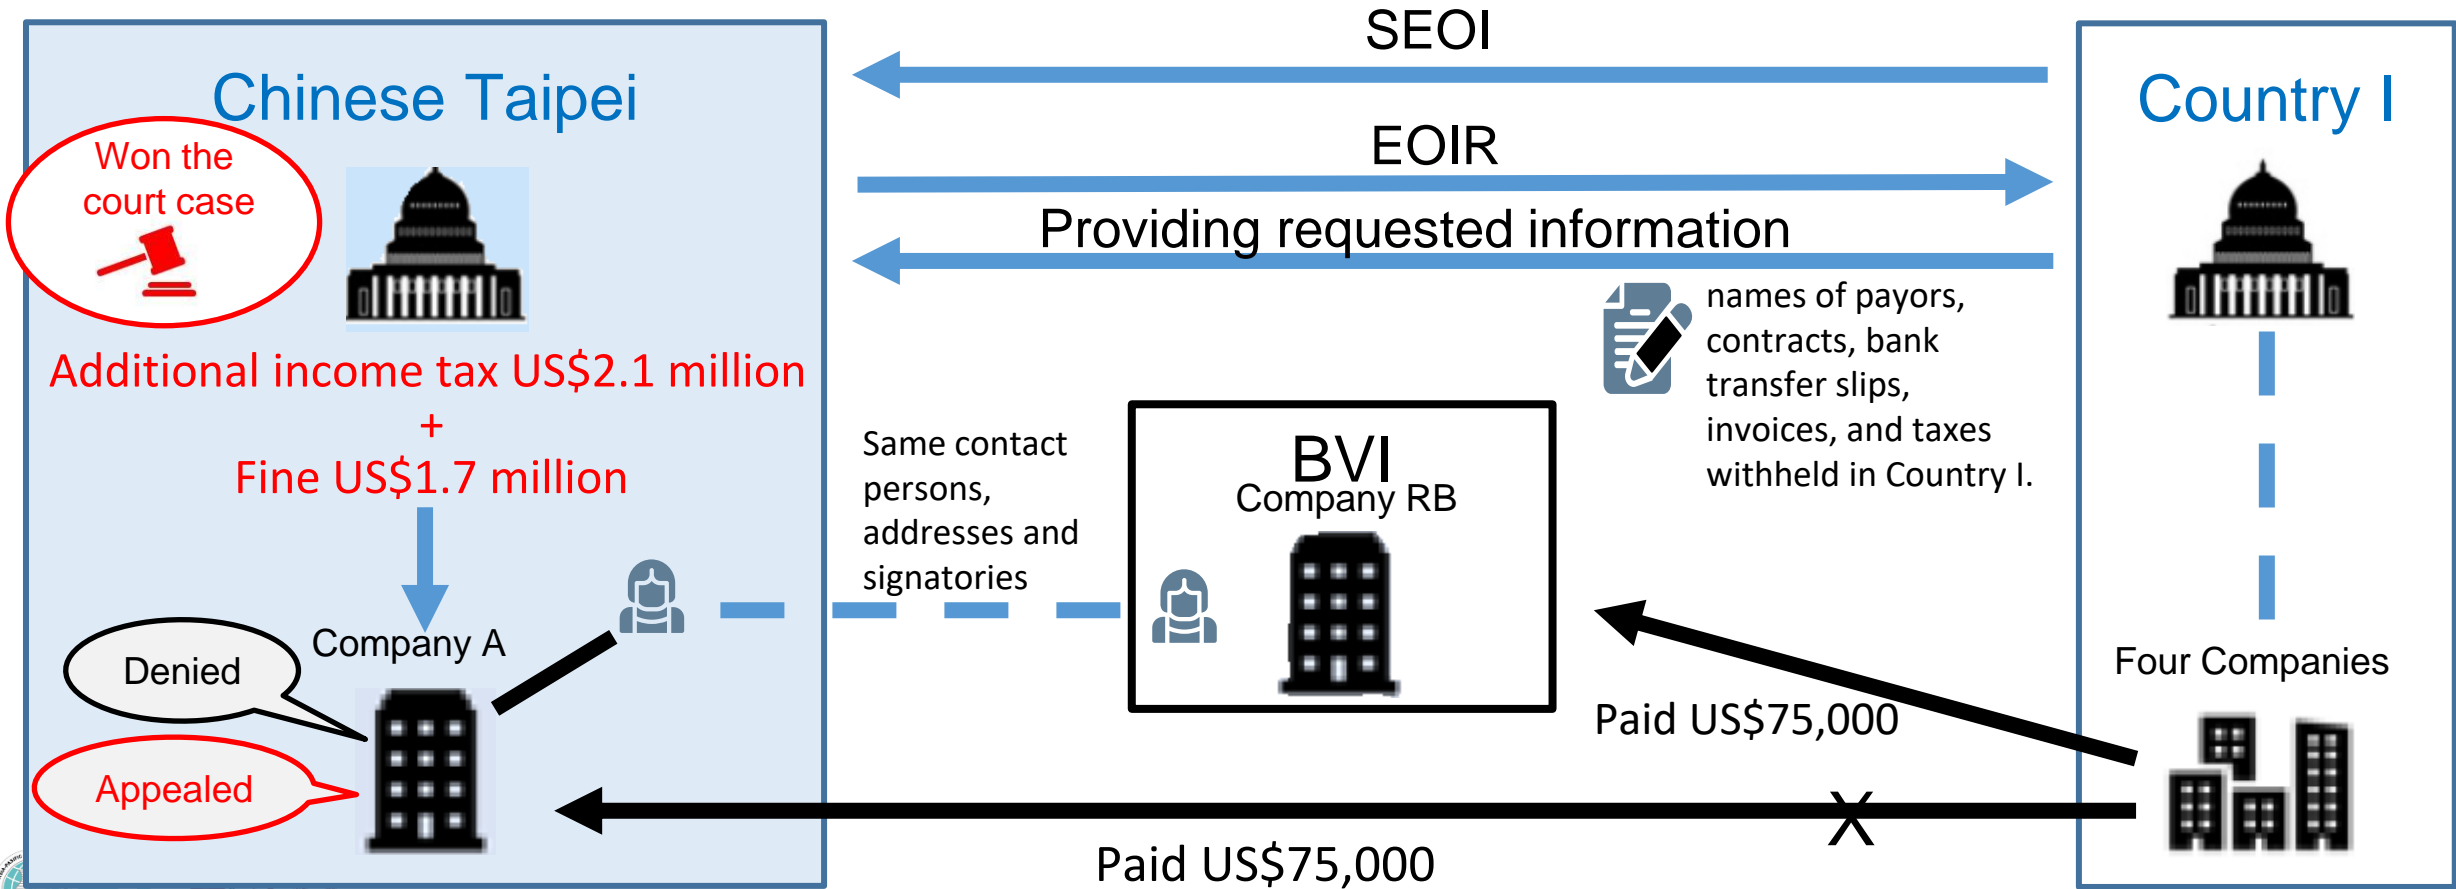 SEOI
Chinese Taipei
Country I
Won the
court case
EOIR
Providing requested information
names of payors,
contracts, bank
transfer slips,
invoices, and taxes
withheld in Country I.
Additional income tax US$2.1 million
+
Fine US$1.7 million
Same contact
persons,
addresses and
signatories
BVI
Company RB
Company A
Denied
Appealed
Four Companies
Paid US$75,000
X
Paid US$75,000